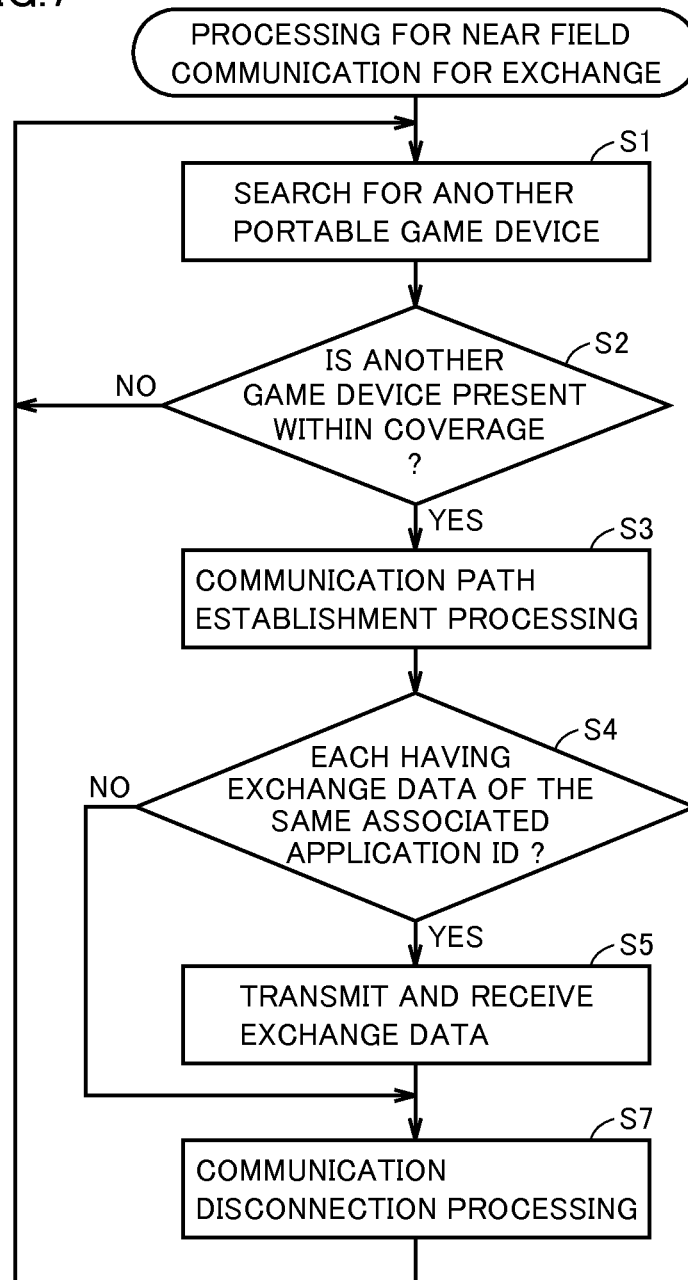 PROCESSING FOR NEAR FIELD
COMMUNICATION FOR EXCHANGE
S1
SEARCH FOR ANOTHER
PORTABLE GAME DEVICE
S2
IS ANOTHER
GAME DEVICE PRESENT
WITHIN COVERAGE
?
NO
YES
S3
COMMUNICATION PATH
ESTABLISHMENT PROCESSING
S4
EACH HAVING
EXCHANGE DATA OF THE
SAME ASSOCIATED
APPLICATION ID ?
NO
YES
S5
TRANSMIT AND RECEIVE
EXCHANGE DATA
S7
COMMUNICATION
DISCONNECTION PROCESSING